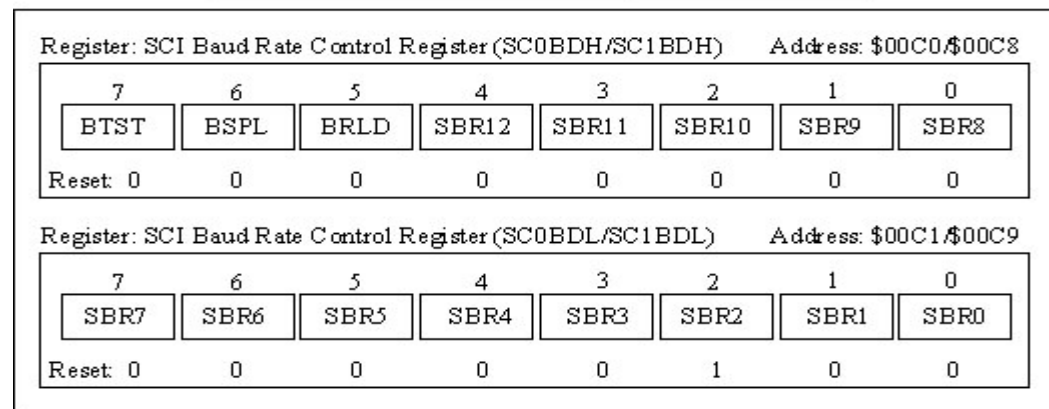 Register: SCI Baud Rate Control Register (SC0BDH/SC1BDH) Address: $00C0/$00C8
7 6 5 4 3 2 1 0
BTST BSPL BRLD SBR12 SBR11 SBR10 SBR9 SBR8
Reset: 0 0 0 0 0 0 0 0
Register: SCI Baud Rate Control Register (SC0BDL/SC1BDL) Address: $00C1/$00C9
7 6 5 4 3 2 1 0
SBR7 SBR6 SBR5 SBR4 SBR3 SBR2 SBR1 SBR0
Reset: 0 0 0 0 0 1 0 0